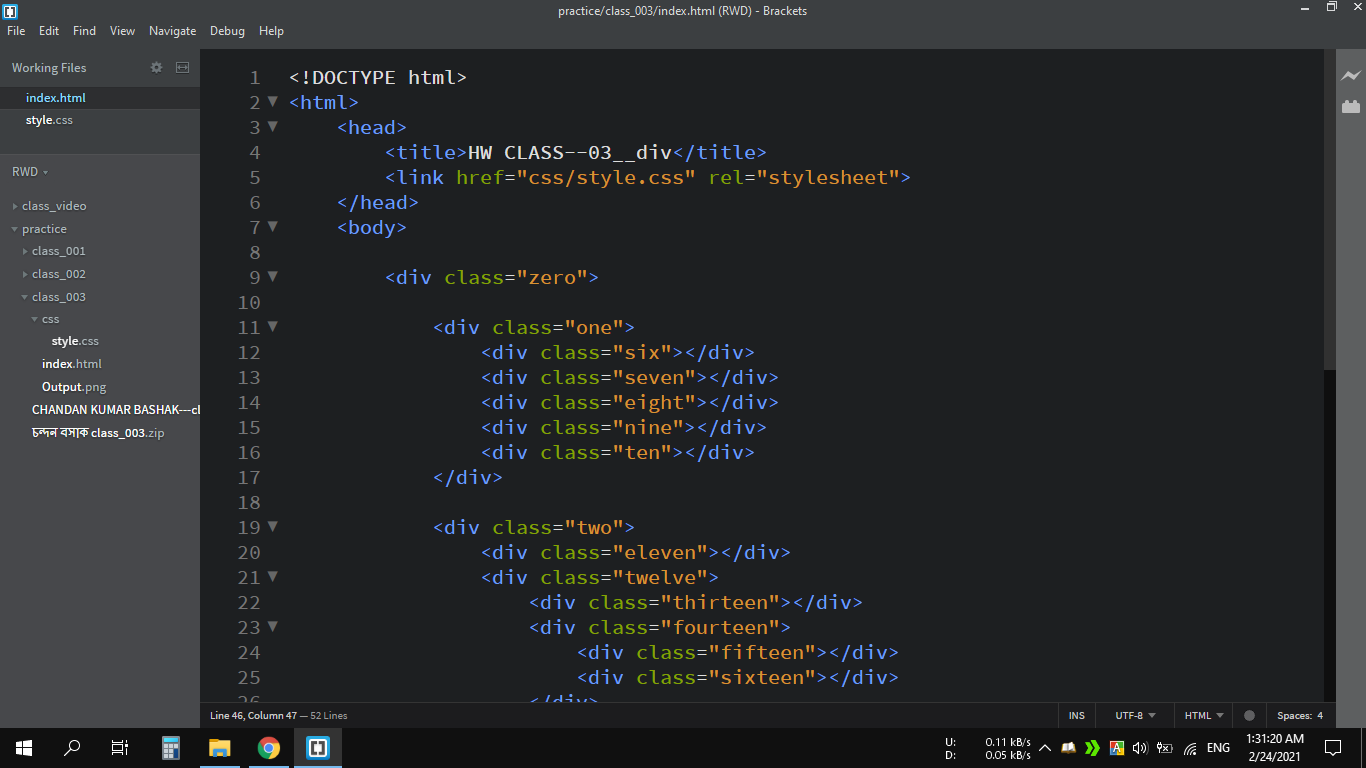 practice/class_003/index.html (RWD) - Brackets
File Edit Find View Navigate Debug Help
Working Files
index.html
style.css
RWD
class_video
practice
class_001
class_002
class_003
css
style.css
index.html
Output.png
CHANDAN KUMAR BASHAK---cl
চন্দন বসাক class_003.zip
1 <!DOCTYPE html>
2 <html>
3 <head>
4 <title>HW CLASS--03__div</title>
5 <link href="css/style.css" rel="stylesheet">
6 </head>
7 <body>
8
9 <div class="zero">
10
11 <div class="one">
12 <div class="six"></div>
13 <div class="seven"></div>
14 <div class="eight"></div>
15 <div class="nine"></div>
16 <div class="ten"></div>
17 </div>
18
19 <div class="two">
20 <div class="eleven"></div>
21 <div class="twelve">
22 <div class="thirteen"></div>
23 <div class="fourteen">
24 <div class="fifteen"></div>
25 <div class="sixteen"></div>
26 </div>
Line 46, Column 47 — 52 Lines
INS UTF-8 HTML Spaces: 4
U: 0.11 kB/s
D: 0.05 kB/s
ENG
1:31:20 AM
2/24/2021